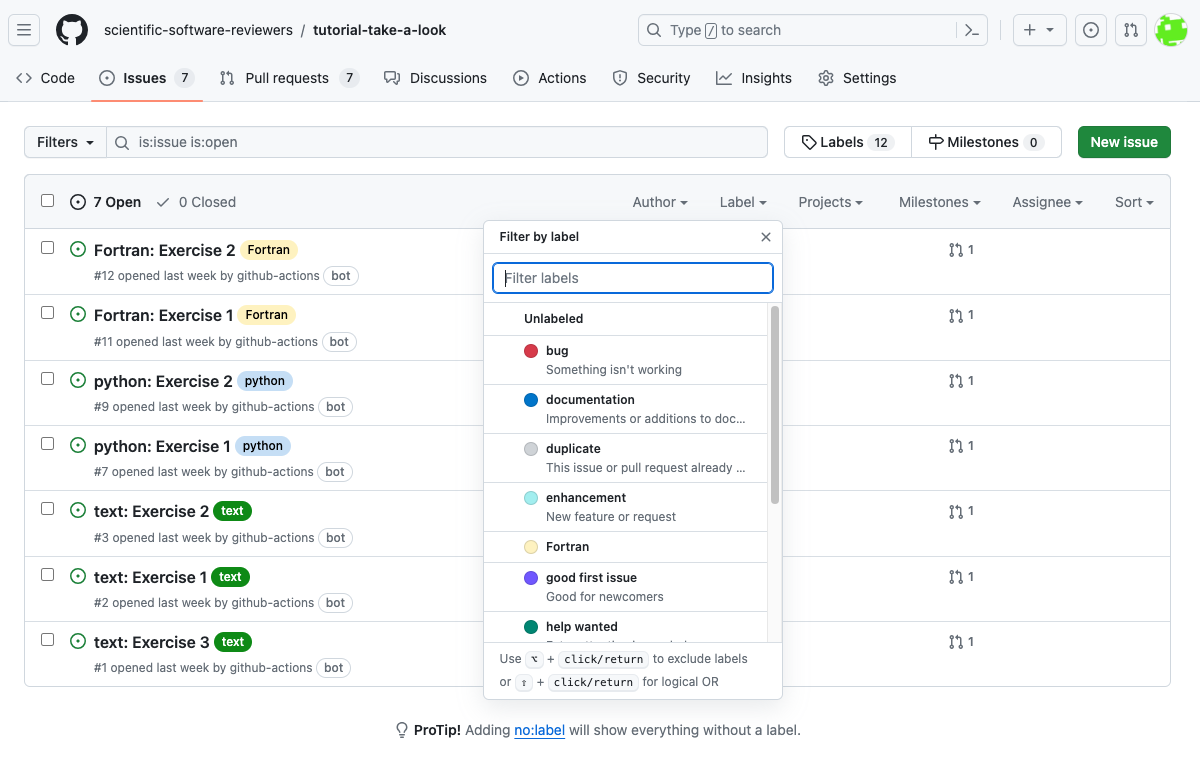 scientific-software-reviewers / tutorial-take-a-look
Type / to search
Code Issues 7 Pull requests 7 Discussions Actions Security Insights Settings
Filters is:issue is:open Labels 12 Milestones 0 New issue
7 Open 0 Closed Author Label Projects Milestones Assignee Sort
Fortran: Exercise 2 Fortran 1
#12 opened last week by github-actions bot
Fortran: Exercise 1 Fortran 1
#11 opened last week by github-actions bot
python: Exercise 2 python 1
#9 opened last week by github-actions bot
python: Exercise 1 python 1
#7 opened last week by github-actions bot
text: Exercise 2 text 1
#3 opened last week by github-actions bot
text: Exercise 1 text 1
#2 opened last week by github-actions bot
text: Exercise 3 text 1
#1 opened last week by github-actions bot
Filter by label
Filter labels
Unlabeled
bug
Something isn't working
documentation
Improvements or additions to doc...
duplicate
This issue or pull request already ...
enhancement
New feature or request
Fortran
good first issue
Good for newcomers
help wanted
Use ⌥ + click/return to exclude labels
or ⇧ + click/return for logical OR
ProTip! Adding no:label will show everything without a label.